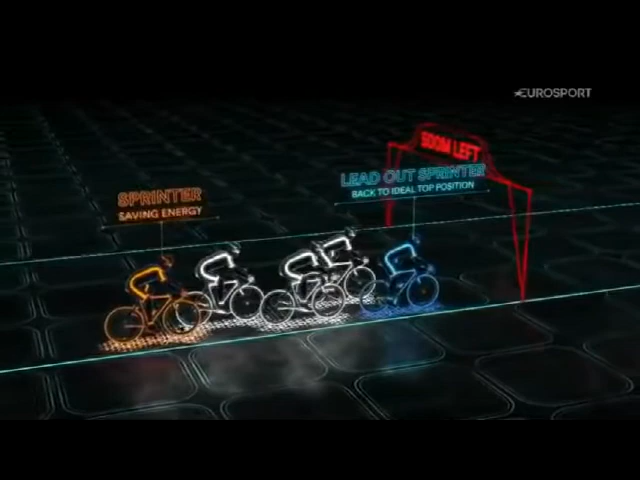 EUROSPORT
500M LEFT
LEAD OUT SPRINTER
BACK TO IDEAL TOP POSITION
SPRINTER
SAVING ENERGY